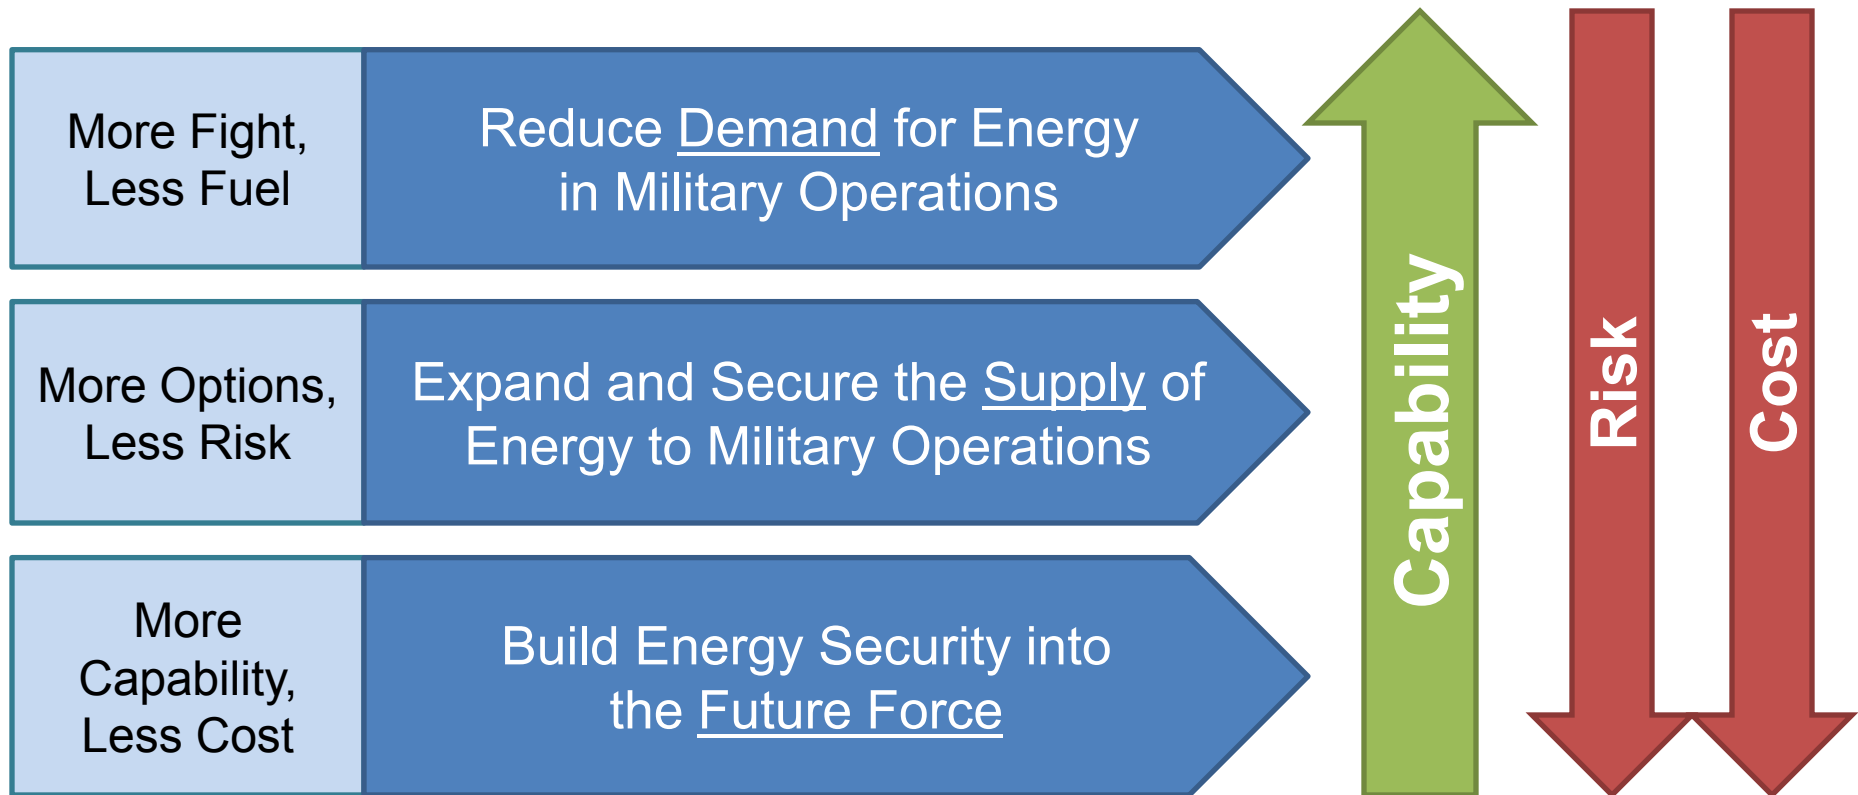 More Fight,
Less Fuel
Reduce Demand for Energy
in Military Operations
More Options,
Less Risk
Expand and Secure the Supply of
Energy to Military Operations
More
Capability,
Less Cost
Build Energy Security into
the Future Force
Capability
Risk
Cost